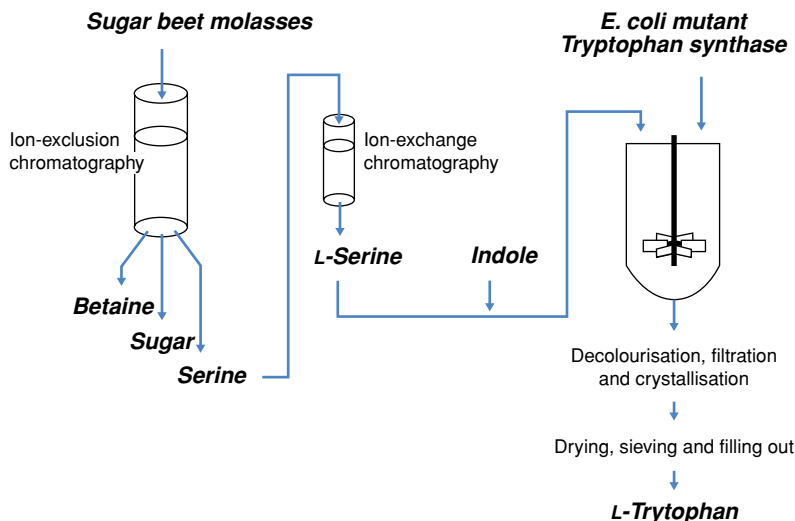 Sugar beet molasses
E. coli mutant
Tryptophan synthase
Ion-exclusion
chromatography
Ion-exchange
chromatography
L-Serine
Indole
Betaine
Sugar
Serine
Decolourisation, filtration
and crystallisation
Drying, sieving and filling out
L-Trytophan